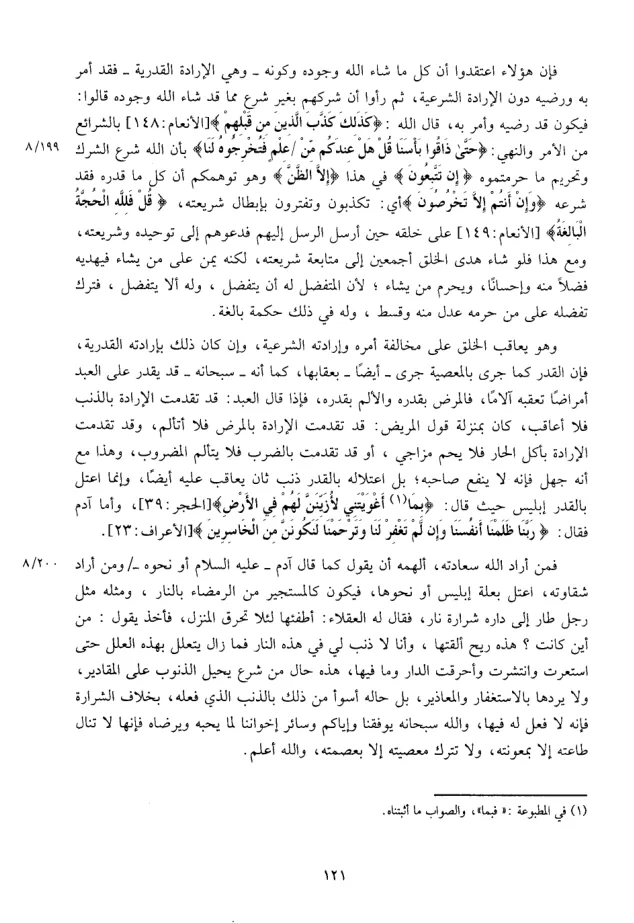 فإن هؤلاء اعتقدوا أن كل ما شاء الله وجوده وكونه ـ وهي الإرادة القدرية ـ فقد أمر
به ورضيه دون الإرادة الشرعية، ثم رأوا أن شركهم بغير شرع مما قد شاء الله وجوده قالوا:
فيكون قد رضيه وأمر به، قال الله : ﴿كَذَلِكَ كَذَّبَ الَّذِينَ مِن قَبْلِهِمْ﴾[الأنعام:١٤٨] بالشرائع
من الأمر والنهي: ﴿حَتَّىٰ ذَاقُوا بَأْسَنَا قُلْ هَلْ عِندَكُم مِّنْ /عِلْمٍ فَتُخْرِجُوهُ لَنَا﴾ بأن الله شرع الشرك
٨/١٩٩
وتحريم ما حرمتموه ﴿ إِن تَتَّبِعُونَ ﴾ في هذا ﴿إِلاَّ الظَّنَّ ﴾ وهو توهمكم أن كل ما قدره فقد
شرعه ﴿وَإِنْ أَنتُمْ إِلاَّ تَخْرُصُونَ ﴾أي: تكذبون وتفترون بإبطال شريعته، ﴿ قُلْ فَلِلَّهِ الْحُجَّةُ
الْبَالِغَةُ﴾ [الأنعام:١٤٩] على خلقه حين أرسل الرسل إليهم فدعوهم إلى توحيده وشريعته،
ومع هذا فلو شاء هدى الخلق أجمعين إلى متابعة شريعته، لكنه يمن على من يشاء فيهديه
فضلاً منه وإحسانًا، ويحرم من يشاء ؛ لأن المتفضل له أن يتفضل ، وله ألا يتفضل ، فترك
تفضله على من حرمه عدل منه وقسط ، وله في ذلك حكمة بالغة.
وهو يعاقب الخلق على مخالفة أمره وإرادته الشرعية، وإن كان ذلك بإرادته القدرية،
فإن القدر كما جرى بالمعصية جرى ـ أيضًا ـ بعقابها، كما أنه ـ سبحانه ـ قد يقدر على العبد
أمراضًا تعقبه آلامًا، فالمرض بقدره والألم بقدره، فإذا قال العبد: قد تقدمت الإرادة بالذنب
فلا أعاقب، كان بمنزلة قول المريض: قد تقدمت الإرادة بالمرض فلا أتألم، وقد تقدمت
الإرادة بأكل الحار فلا يحم مزاجي ، أو قد تقدمت بالضرب فلا يتألم المضروب، وهذا مع
أنه جهل فإنه لا ينفع صاحبه؛ بل اعتلاله بالقدر ذنب ثان يعاقب عليه أيضًا، وإنما اعتل
بالقدر إبليس حيث قال: ﴿بِمَا(١) أَغْوَيْتَنِي لأُزَيِّنَنَّ لَهُمْ فِي الأَرْضِ﴾[الحجر:٣٩]، وأما آدم
فقال: ﴿ رَبَّنَا ظَلَمْنَا أَنفُسَنَا وَإِن لَّمْ تَغْفِرْ لَنَا وَتَرْحَمْنَا لَنَكُونَنَّ مِنَ الْخَاسِرِينَ ﴾[الأعراف:٢٣].
فمن أراد الله سعادته، ألهمه أن يقول كما قال آدم ـ عليه السلام أو نحوه ـ/ومن أراد
٨/٢٠٠
شقاوته، اعتل بعلة إبليس أو نحوها، فيكون كالمستجير من الرمضاء بالنار ، ومثله مثل
رجل طار إلى داره شرارة نار، فقال له العقلاء: أطفئها لئلا تحرق المنزل، فأخذ يقول : من
أين كانت ؟ هذه ريح ألقتها ، وأنا لا ذنب لي في هذه النار فما زال يتعلل بهذه العلل حتى
استعرت وانتشرت وأحرقت الدار وما فيها، هذه حال من شرع يحيل الذنوب على المقادير،
ولا يردها بالاستغفار والمعاذير، بل حاله أسوأ من ذلك بالذنب الذي فعله، بخلاف الشرارة
فإنه لا فعل له فيها، والله سبحانه يوفقنا وإياكم وسائر إخواننا لما يحبه ويرضاه فإنها لا تنال
طاعته إلا بمعونته، ولا تترك معصيته إلا بعصمته، والله أعلم.
(١) في المطبوعة : « فبما»، والصواب ما أثبتناه.
١٢١